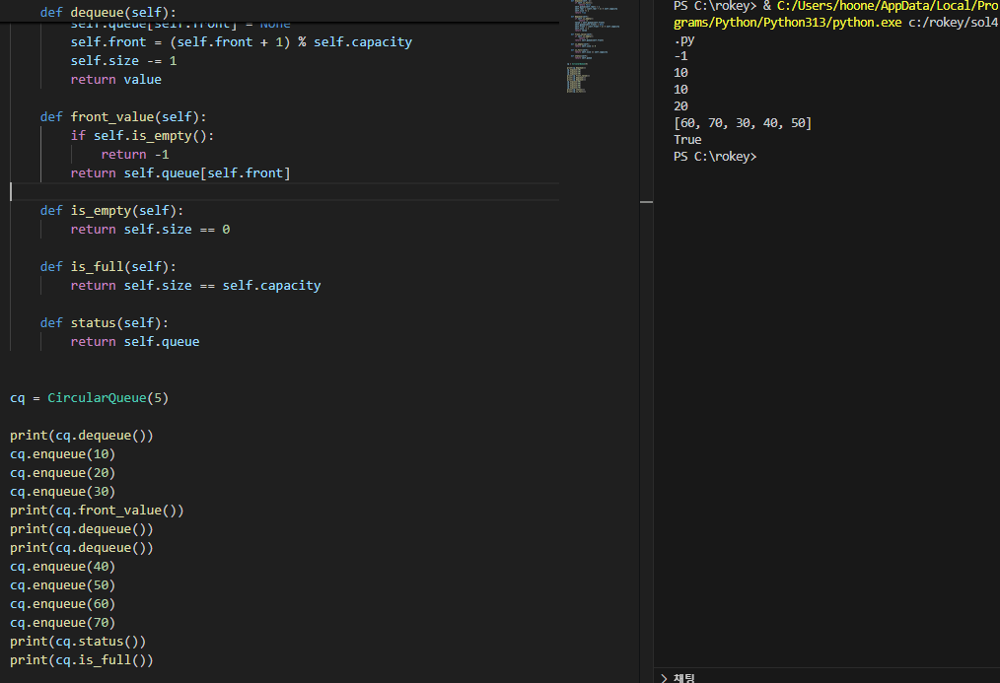 def dequeue(self):
self.queue[self.front] = None
self.front = (self.front + 1) % self.capacity
self.size -= 1
return value
def front_value(self):
if self.is_empty():
return -1
return self.queue[self.front]
def is_empty(self):
return self.size == 0
def is_full(self):
return self.size == self.capacity
def status(self):
return self.queue
cq = CircularQueue(5)
print(cq.dequeue())
cq.enqueue(10)
cq.enqueue(20)
cq.enqueue(30)
print(cq.front_value())
print(cq.dequeue())
print(cq.dequeue())
cq.enqueue(40)
cq.enqueue(50)
cq.enqueue(60)
cq.enqueue(70)
print(cq.status())
print(cq.is_full())
PS C:\rokey> & C:/Users/hoone/AppData/Local/Pro
grams/Python/Python313/python.exe c:/rokey/sol4
.py
-1
10
10
20
[60, 70, 30, 40, 50]
True
PS C:\rokey>
채팅